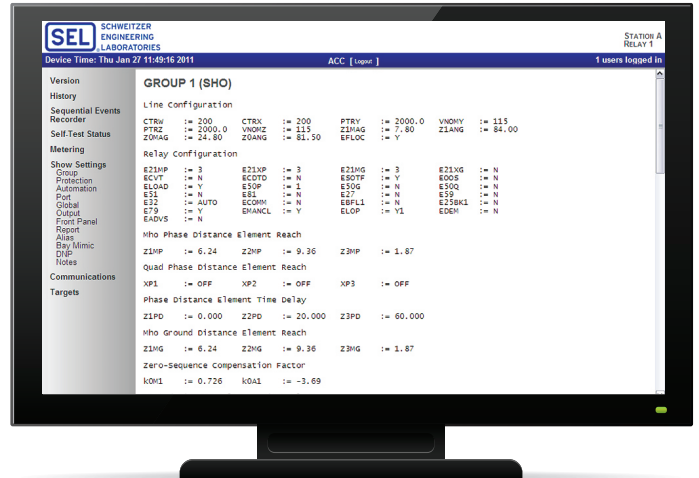 SEL SCHWEITZER
ENGINEERING
LABORATORIES
STATION A
RELAY 1
Device Time: Thu Jan 27 11:49:16 2011 ACC [ Logout ] 1 users logged in
Version
History
Sequential Events
Recorder
Self-Test Status
Metering
Show Settings
Group
Protection
Automation
Port
Global
Output
Front Panel
Report
Alias
Bay Mimic
DNP
Notes
Communications
Targets
GROUP 1 (SHO)
Line Configuration
CTRW := 200 CTRX := 200 PTRY := 2000.0 VNOMY := 115
PTRZ := 2000.0 VNOMZ := 115 Z1MAG := 7.80 Z1ANG := 84.00
Z0MAG := 24.80 Z0ANG := 81.50 EFLOC := Y
Relay Configuration
E21MP := 3 E21XP := 3 E21MG := 3 E21XG := N
ECVT := N ECDTD := N ESOTF := Y EOOS := N
ELOAD := Y E50P := 1 E50G := N E50Q := N
E51 := N E81 := N E27 := N E59 := N
E32 := AUTO ECOMM := N EBFL1 := N E25BK1 := N
E79 := Y EMANCL := Y ELOP := Y1 EDEM := N
EADVS := N
Mho Phase Distance Element Reach
Z1MP := 6.24 Z2MP := 9.36 Z3MP := 1.87
Quad Phase Distance Element Reach
XP1 := OFF XP2 := OFF XP3 := OFF
Phase Distance Element Time Delay
Z1PD := 0.000 Z2PD := 20.000 Z3PD := 60.000
Mho Ground Distance Element Reach
Z1MG := 6.24 Z2MG := 9.36 Z3MG := 1.87
Zero-Sequence Compensation Factor
k0M1 := 0.726 k0A1 := -3.69